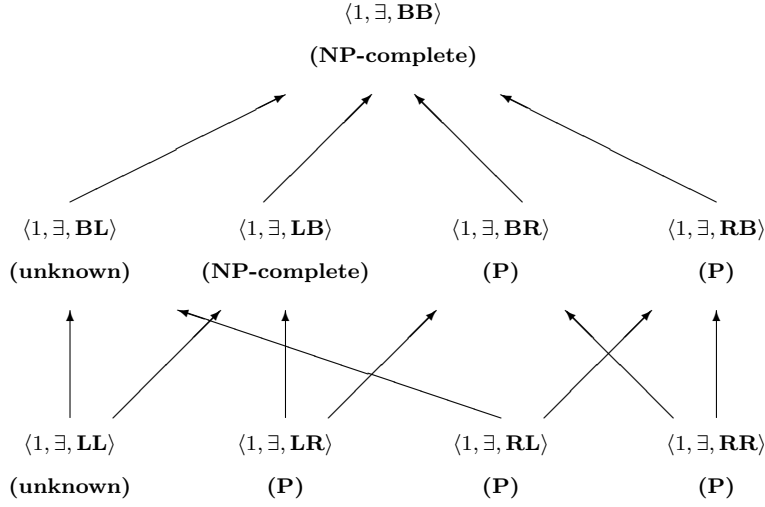 ⟨1, ∃, BB⟩
(NP-complete)
⟨1, ∃, BL⟩ ⟨1, ∃, LB⟩ ⟨1, ∃, BR⟩ ⟨1, ∃, RB⟩
(unknown) (NP-complete) (P) (P)
⟨1, ∃, LL⟩ ⟨1, ∃, LR⟩ ⟨1, ∃, RL⟩ ⟨1, ∃, RR⟩
(unknown) (P) (P) (P)